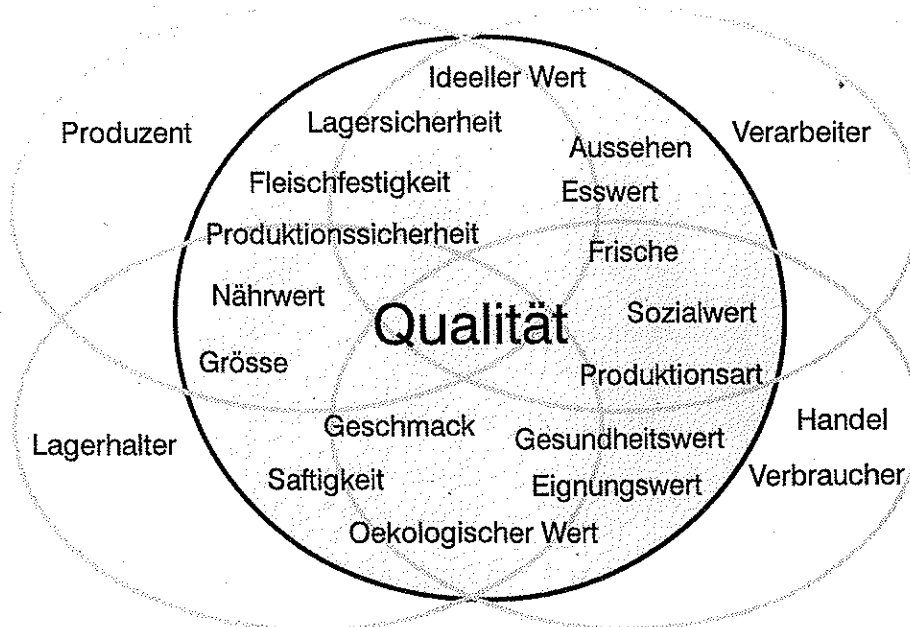 Ideeller Wert
Lagersicherheit
Produzent
Verarbeiter
Aussehen
Fleischfestigkeit
Esswert
Produktionssicherheit
Frische
Nährwert
Qualität
Sozialwert
Grösse
Produktionsart
Handel
Geschmack
Gesundheitswert
Lagerhalter
Saftigkeit
Eignungswert
Verbraucher
Oekologischer Wert